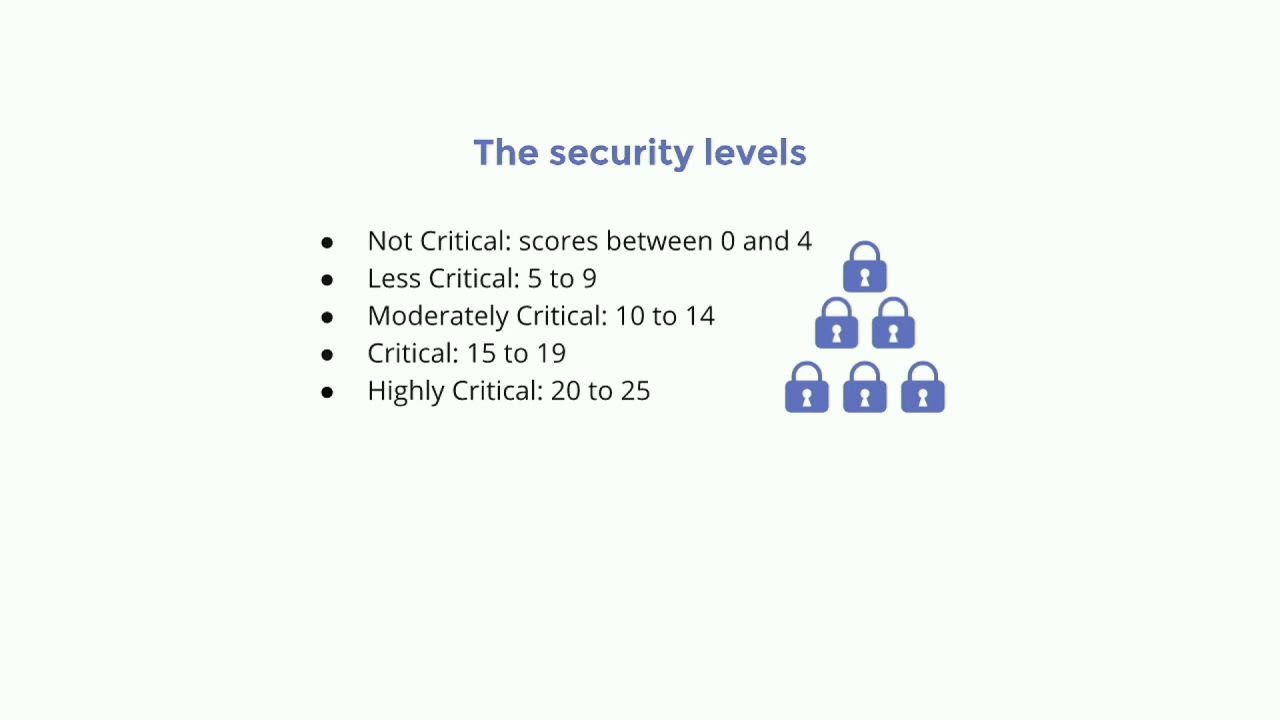 The security levels
● Not Critical: scores between 0 and 4
● Less Critical: 5 to 9
● Moderately Critical: 10 to 14
● Critical: 15 to 19
● Highly Critical: 20 to 25